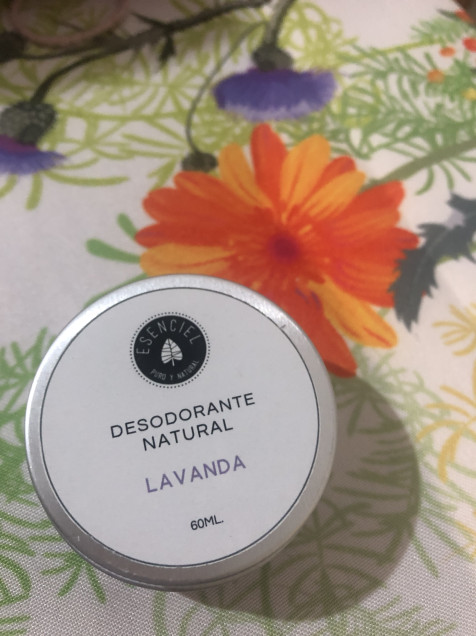 ESENCIEL
PURO Y NATURAL
DESODORANTE
NATURAL
LAVANDA
60ML.